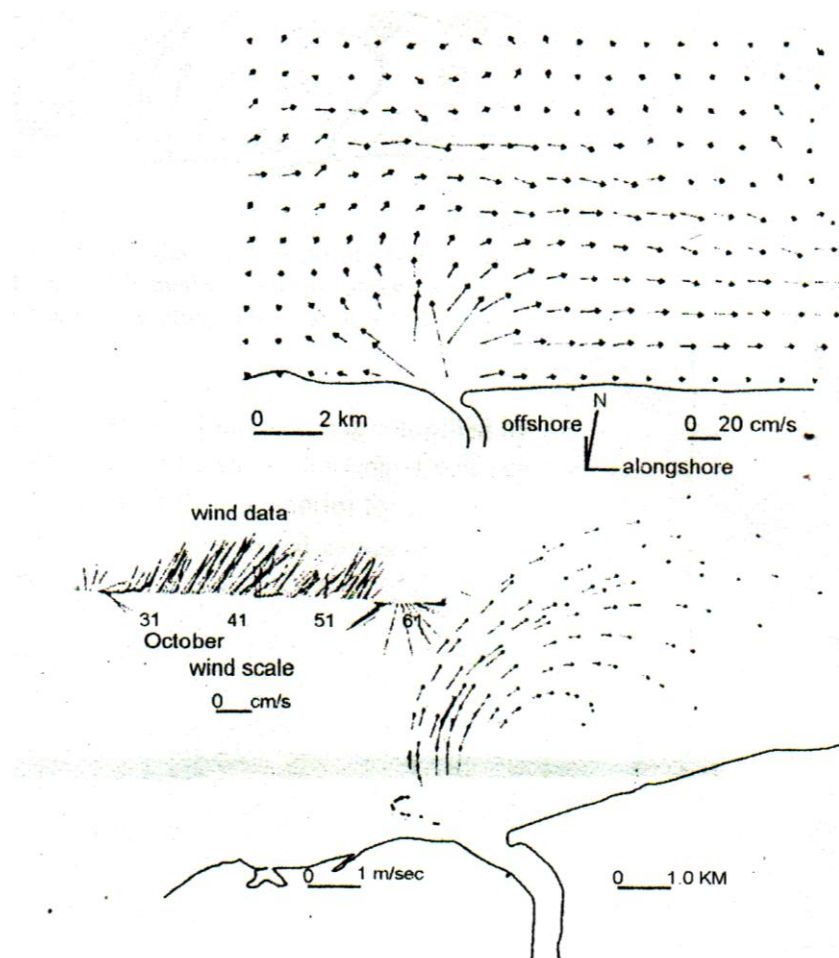 0 2 km
N
offshore
0 20 cm/s
alongshore
wind data
31 41 51 61
October
wind scale
0 cm/s
0 1 m/sec
0 1.0 KM